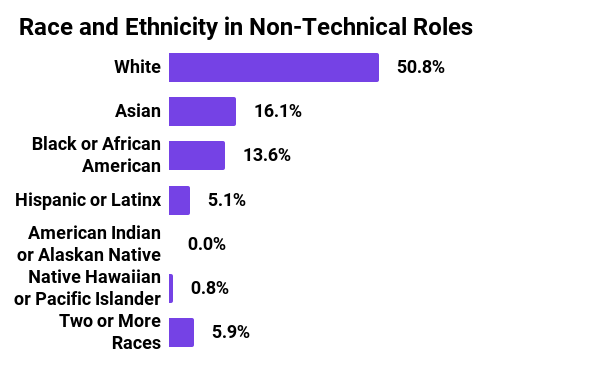 Race and Ethnicity in Non-Technical Roles
White 50.8%
Asian 16.1%
Black or African
American 13.6%
Hispanic or Latinx 5.1%
American Indian
or Alaskan Native 0.0%
Native Hawaiian
or Pacific Islander 0.8%
Two or More
Races 5.9%